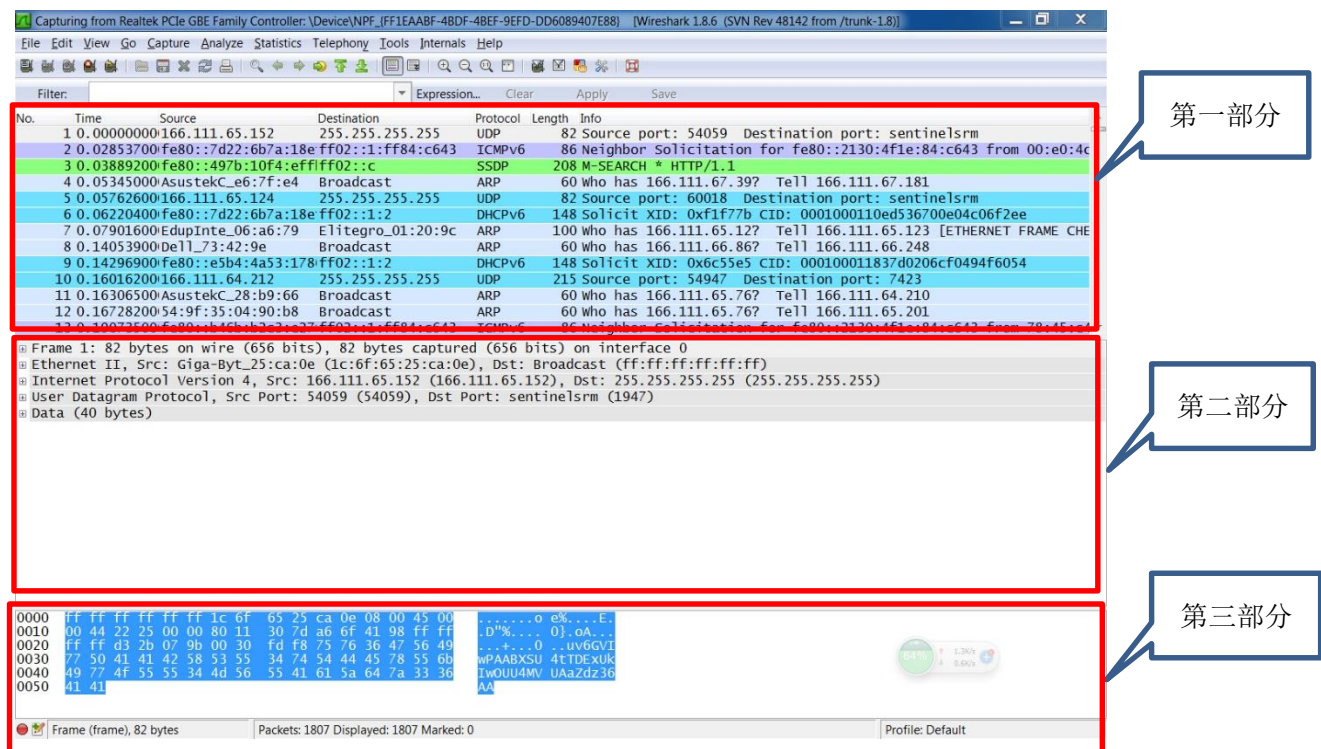 Capturing from Realtek PCIe GBE Family Controller: \Device\NPF_{FF1EAABF-4BDF-4BEF-9EFD-DD6089407E88} [Wireshark 1.8.6 (SVN Rev 48142 from /trunk-1.8)]
File Edit View Go Capture Analyze Statistics Telephony Tools Internals Help
Filter: Expression... Clear Apply Save
No. Time Source Destination Protocol Length Info
1 0.00000000 166.111.65.152 255.255.255.255 UDP 82 Source port: 54059 Destination port: sentinelsrm
2 0.02853700 fe80::7d22:6b7a:18e ff02::1:ff84:c643 ICMPv6 86 Neighbor Solicitation for fe80::2130:4f1e:84:c643 from 00:e0:4c
3 0.03889200 fe80::497b:10f4:eff ff02::c SSDP 208 M-SEARCH * HTTP/1.1
4 0.05345000 AsustekC_e6:7f:e4 Broadcast ARP 60 Who has 166.111.67.39? Tell 166.111.67.181
5 0.05762600 166.111.65.124 255.255.255.255 UDP 82 Source port: 60018 Destination port: sentinelsrm
6 0.06220400 fe80::7d22:6b7a:18e ff02::1:2 DHCPv6 148 Solicit XID: 0xf1f77b CID: 0001000110ed536700e04c06f2ee
7 0.07901600 EdupInte_06:a6:79 Elitegro_01:20:9c ARP 100 Who has 166.111.65.12? Tell 166.111.65.123 [ETHERNET FRAME CHE
8 0.14053900 Dell_73:42:9e Broadcast ARP 60 Who has 166.111.66.86? Tell 166.111.66.248
9 0.14296900 fe80::e5b4:4a53:178 ff02::1:2 DHCPv6 148 Solicit XID: 0x6c55e5 CID: 000100011837d0206cf0494f6054
10 0.16016200 166.111.64.212 255.255.255.255 UDP 215 Source port: 54947 Destination port: 7423
11 0.16306500 AsustekC_28:b9:66 Broadcast ARP 60 Who has 166.111.65.76? Tell 166.111.64.210
12 0.16728200 54:9f:35:04:90:b8 Broadcast ARP 60 Who has 166.111.65.76? Tell 166.111.65.201
第一部分
Frame 1: 82 bytes on wire (656 bits), 82 bytes captured (656 bits) on interface 0
Ethernet II, Src: Giga-Byt_25:ca:0e (1c:6f:65:25:ca:0e), Dst: Broadcast (ff:ff:ff:ff:ff:ff)
Internet Protocol Version 4, Src: 166.111.65.152 (166.111.65.152), Dst: 255.255.255.255 (255.255.255.255)
User Datagram Protocol, Src Port: 54059 (54059), Dst Port: sentinelsrm (1947)
Data (40 bytes)
第二部分
0000 ff ff ff ff ff ff 1c 6f 65 25 ca 0e 08 00 45 00 .......o e%....E.
0010 00 44 22 25 00 00 80 11 30 7d a6 6f 41 98 ff ff .D"%.... 0}.oA...
0020 ff ff d3 2b 07 9b 00 30 fd f8 75 76 36 47 56 49 ...+...0 ..uv6GVI
0030 77 50 41 41 42 58 53 55 34 74 54 44 45 78 55 6b wPAABXSU 4tTDExUk
0040 49 77 4f 55 55 34 4d 56 55 41 61 5a 64 7a 33 36 IwOUU4MV UAaZdz36
0050 41 41 AA
第三部分
Frame (frame), 82 bytes Packets: 1807 Displayed: 1807 Marked: 0 Profile: Default